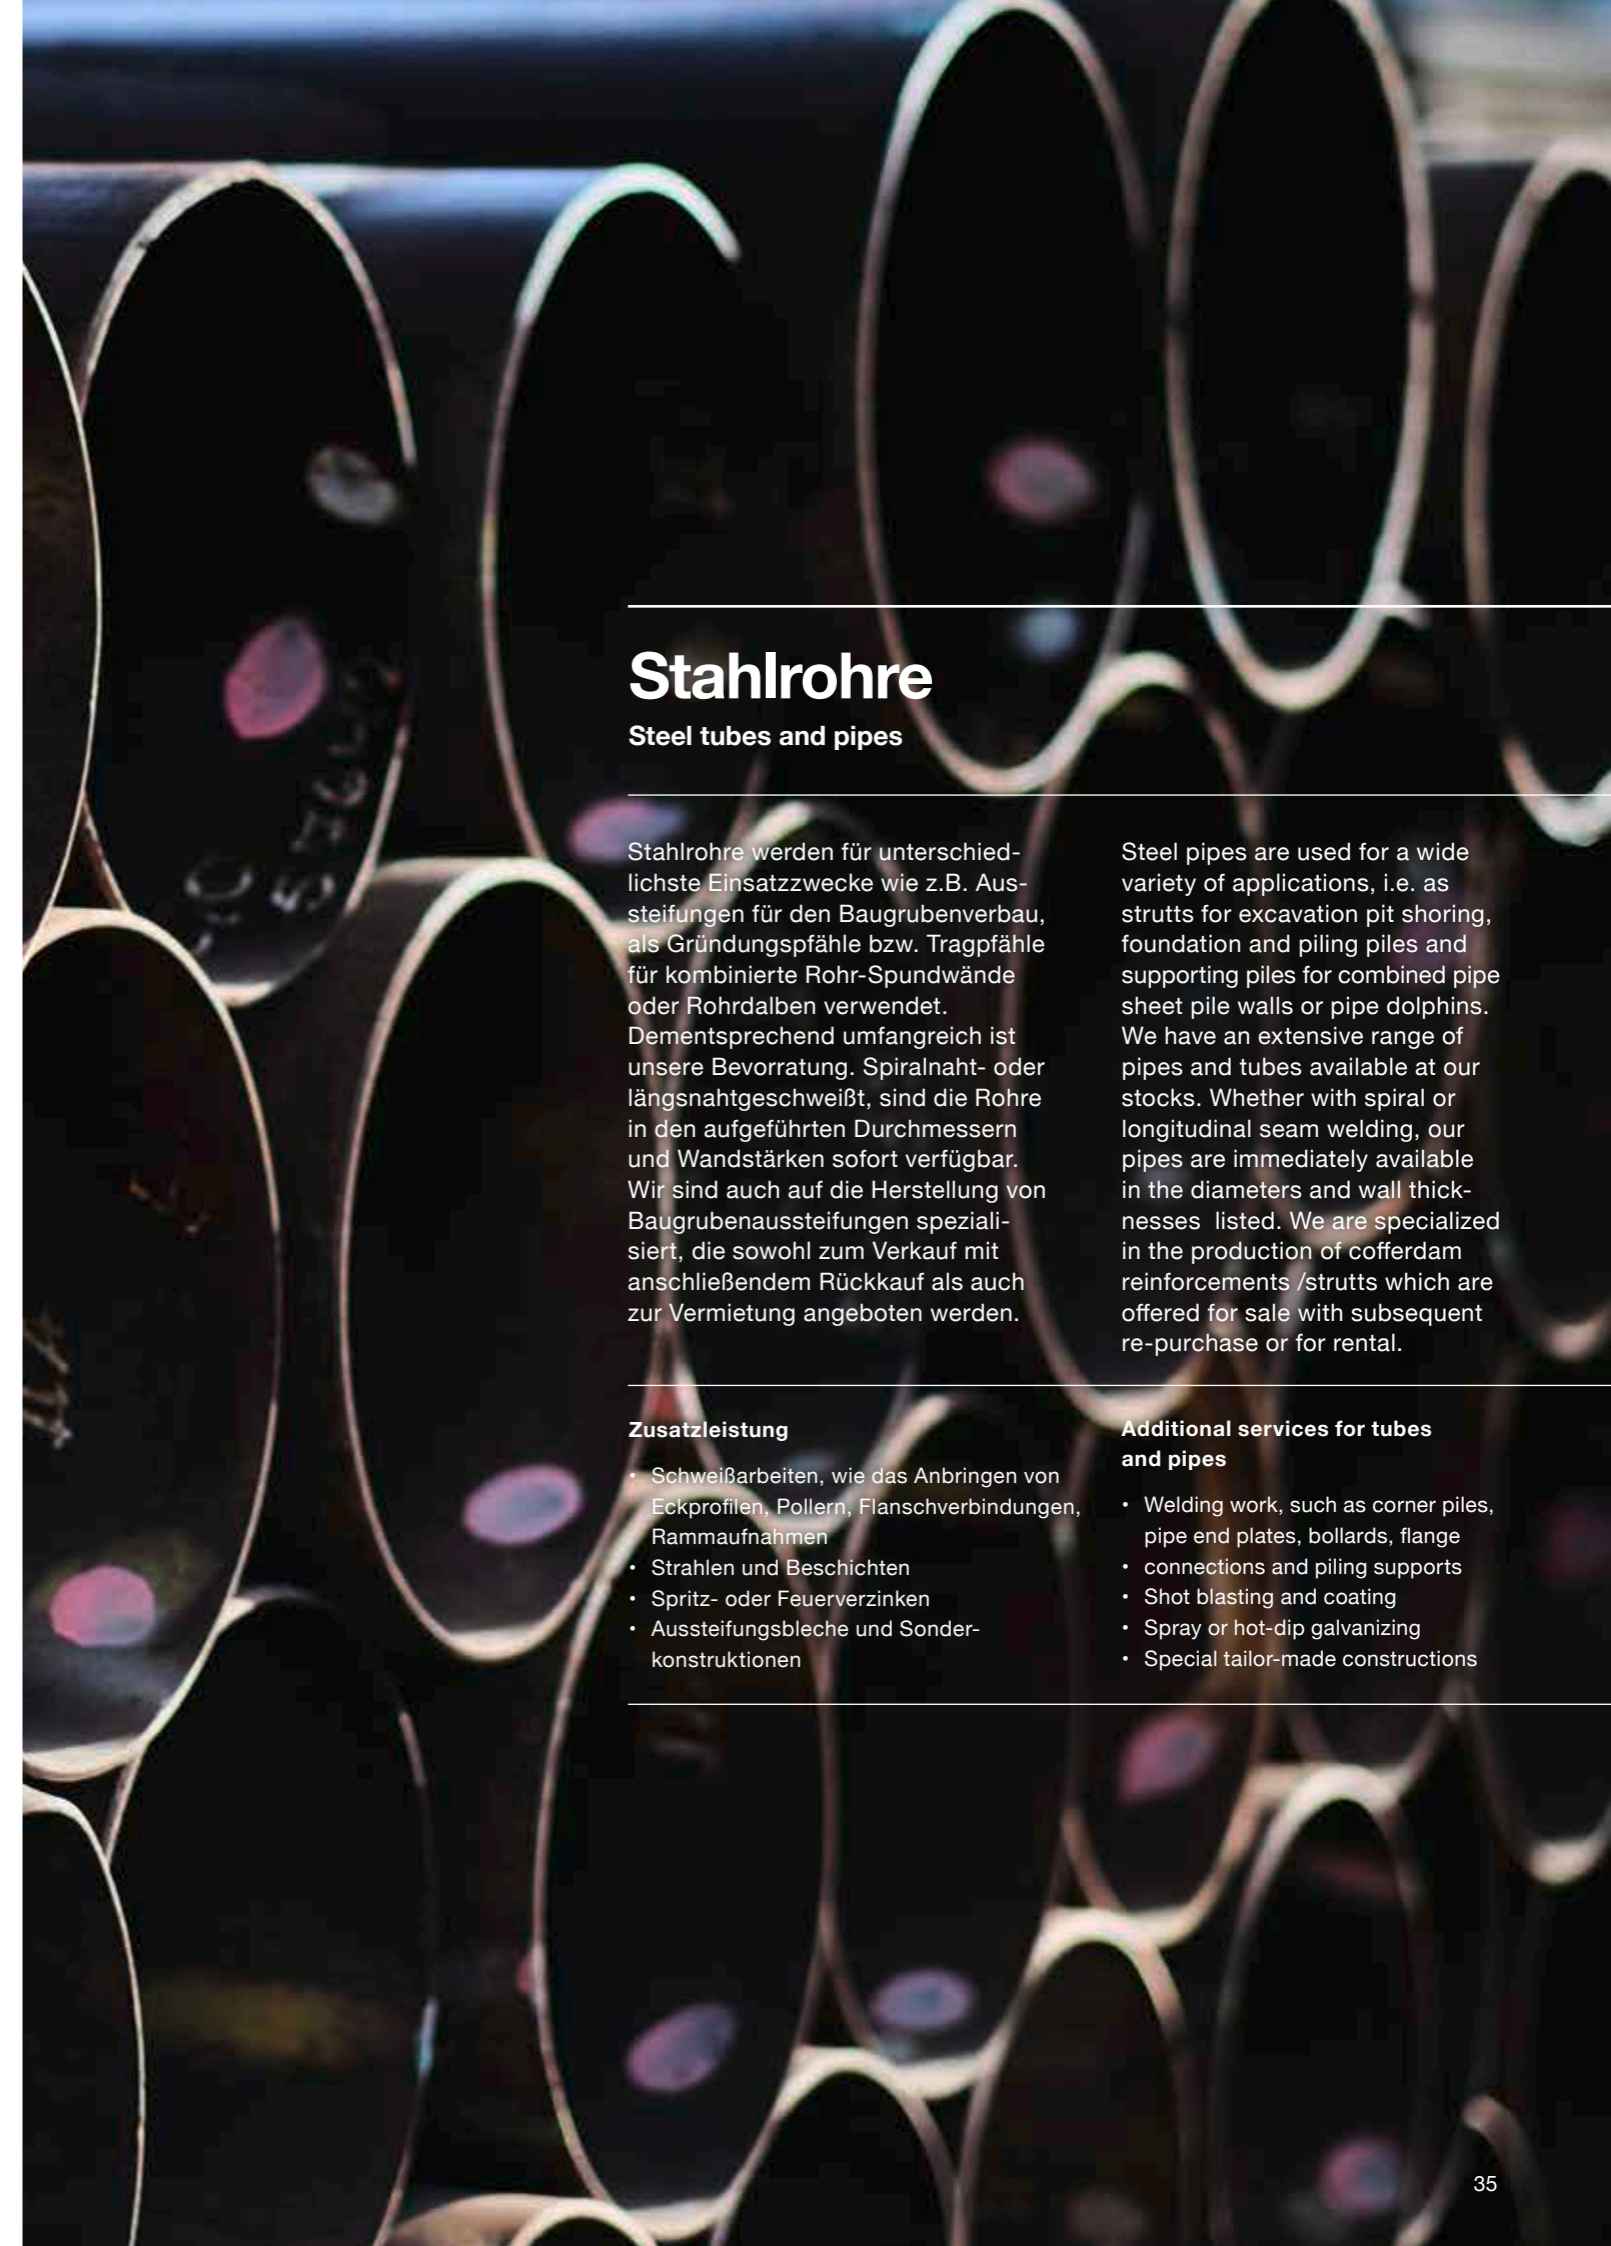 Stahlrohre
Steel tubes and pipes
Stahlrohre werden für unterschied-
lichste Einsatzzwecke wie z.B. Aus-
steifungen für den Baugrubenverbau,
als Gründungspfähle bzw. Tragpfähle
für kombinierte Rohr-Spundwände
oder Rohrdalben verwendet.
Dementsprechend umfangreich ist
unsere Bevorratung. Spiralnaht- oder
längsnahtgeschweißt, sind die Rohre
in den aufgeführten Durchmessern
und Wandstärken sofort verfügbar.
Wir sind auch auf die Herstellung von
Baugrubenaussteifungen speziali-
siert, die sowohl zum Verkauf mit
anschließendem Rückkauf als auch
zur Vermietung angeboten werden.
Steel pipes are used for a wide
variety of applications, i.e. as
strutts for excavation pit shoring,
foundation and piling piles and
supporting piles for combined pipe
sheet pile walls or pipe dolphins.
We have an extensive range of
pipes and tubes available at our
stocks. Whether with spiral or
longitudinal seam welding, our
pipes are immediately available
in the diameters and wall thick-
nesses listed. We are specialized
in the production of cofferdam
reinforcements /strutts which are
offered for sale with subsequent
re-purchase or for rental.
Zusatzleistung
• Schweißarbeiten, wie das Anbringen von
Eckprofilen, Pollern, Flanschverbindungen,
Rammaufnahmen
• Strahlen und Beschichten
• Spritz- oder Feuerverzinken
• Aussteifungsbleche und Sonder-
konstruktionen
Additional services for tubes
and pipes
• Welding work, such as corner piles,
pipe end plates, bollards, flange
• connections and piling supports
• Shot blasting and coating
• Spray or hot-dip galvanizing
• Special tailor-made constructions
35